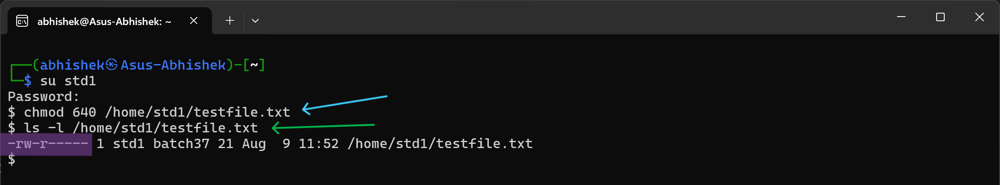 abhishek@Asus-Abhishek: ~
(abhishek㉿Asus-Abhishek)-[~]
$ su std1
Password:
$ chmod 640 /home/std1/testfile.txt
$ ls -l /home/std1/testfile.txt
-rw-r----- 1 std1 batch37 21 Aug  9 11:52 /home/std1/testfile.txt
$